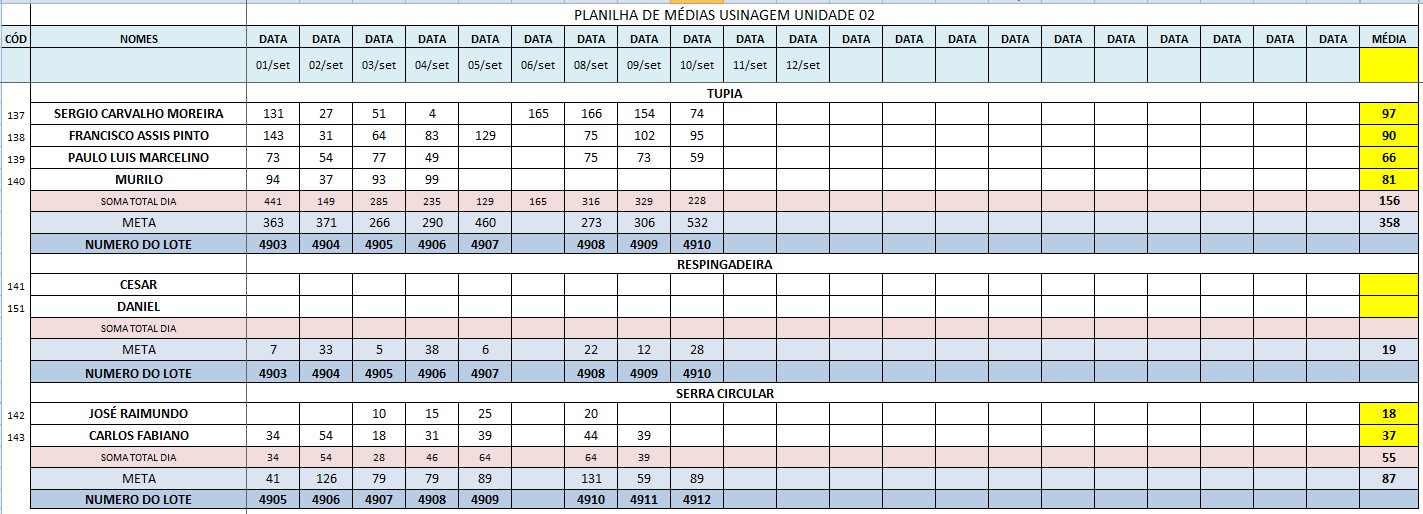 PLANILHA DE MÉDIAS USINAGEM UNIDADE 02
CÓD NOMES DATA DATA DATA DATA DATA DATA DATA DATA DATA DATA DATA DATA DATA DATA DATA DATA DATA DATA DATA DATA DATA MÉDIA
01/set 02/set 03/set 04/set 05/set 06/set 08/set 09/set 10/set 11/set 12/set
TUPIA
137 SERGIO CARVALHO MOREIRA 131 27 51 4 165 166 154 74 97
138 FRANCISCO ASSIS PINTO 143 31 64 83 129 75 102 95 90
139 PAULO LUIS MARCELINO 73 54 77 49 75 73 59 66
140 MURILO 94 37 93 99 81
SOMA TOTAL DIA 441 149 285 235 129 165 316 329 228 156
META 363 371 266 290 460 273 306 532 358
NUMERO DO LOTE 4903 4904 4905 4906 4907 4908 4909 4910
RESPINGADEIRA
141 CESAR
151 DANIEL
SOMA TOTAL DIA
META 7 33 5 38 6 22 12 28 19
NUMERO DO LOTE 4903 4904 4905 4906 4907 4908 4909 4910
SERRA CIRCULAR
142 JOSÉ RAIMUNDO 10 15 25 20 18
143 CARLOS FABIANO 34 54 18 31 39 44 39 37
SOMA TOTAL DIA 34 54 28 46 64 64 39 55
META 41 126 79 79 89 131 59 89 87
NUMERO DO LOTE 4905 4906 4907 4908 4909 4910 4911 4912